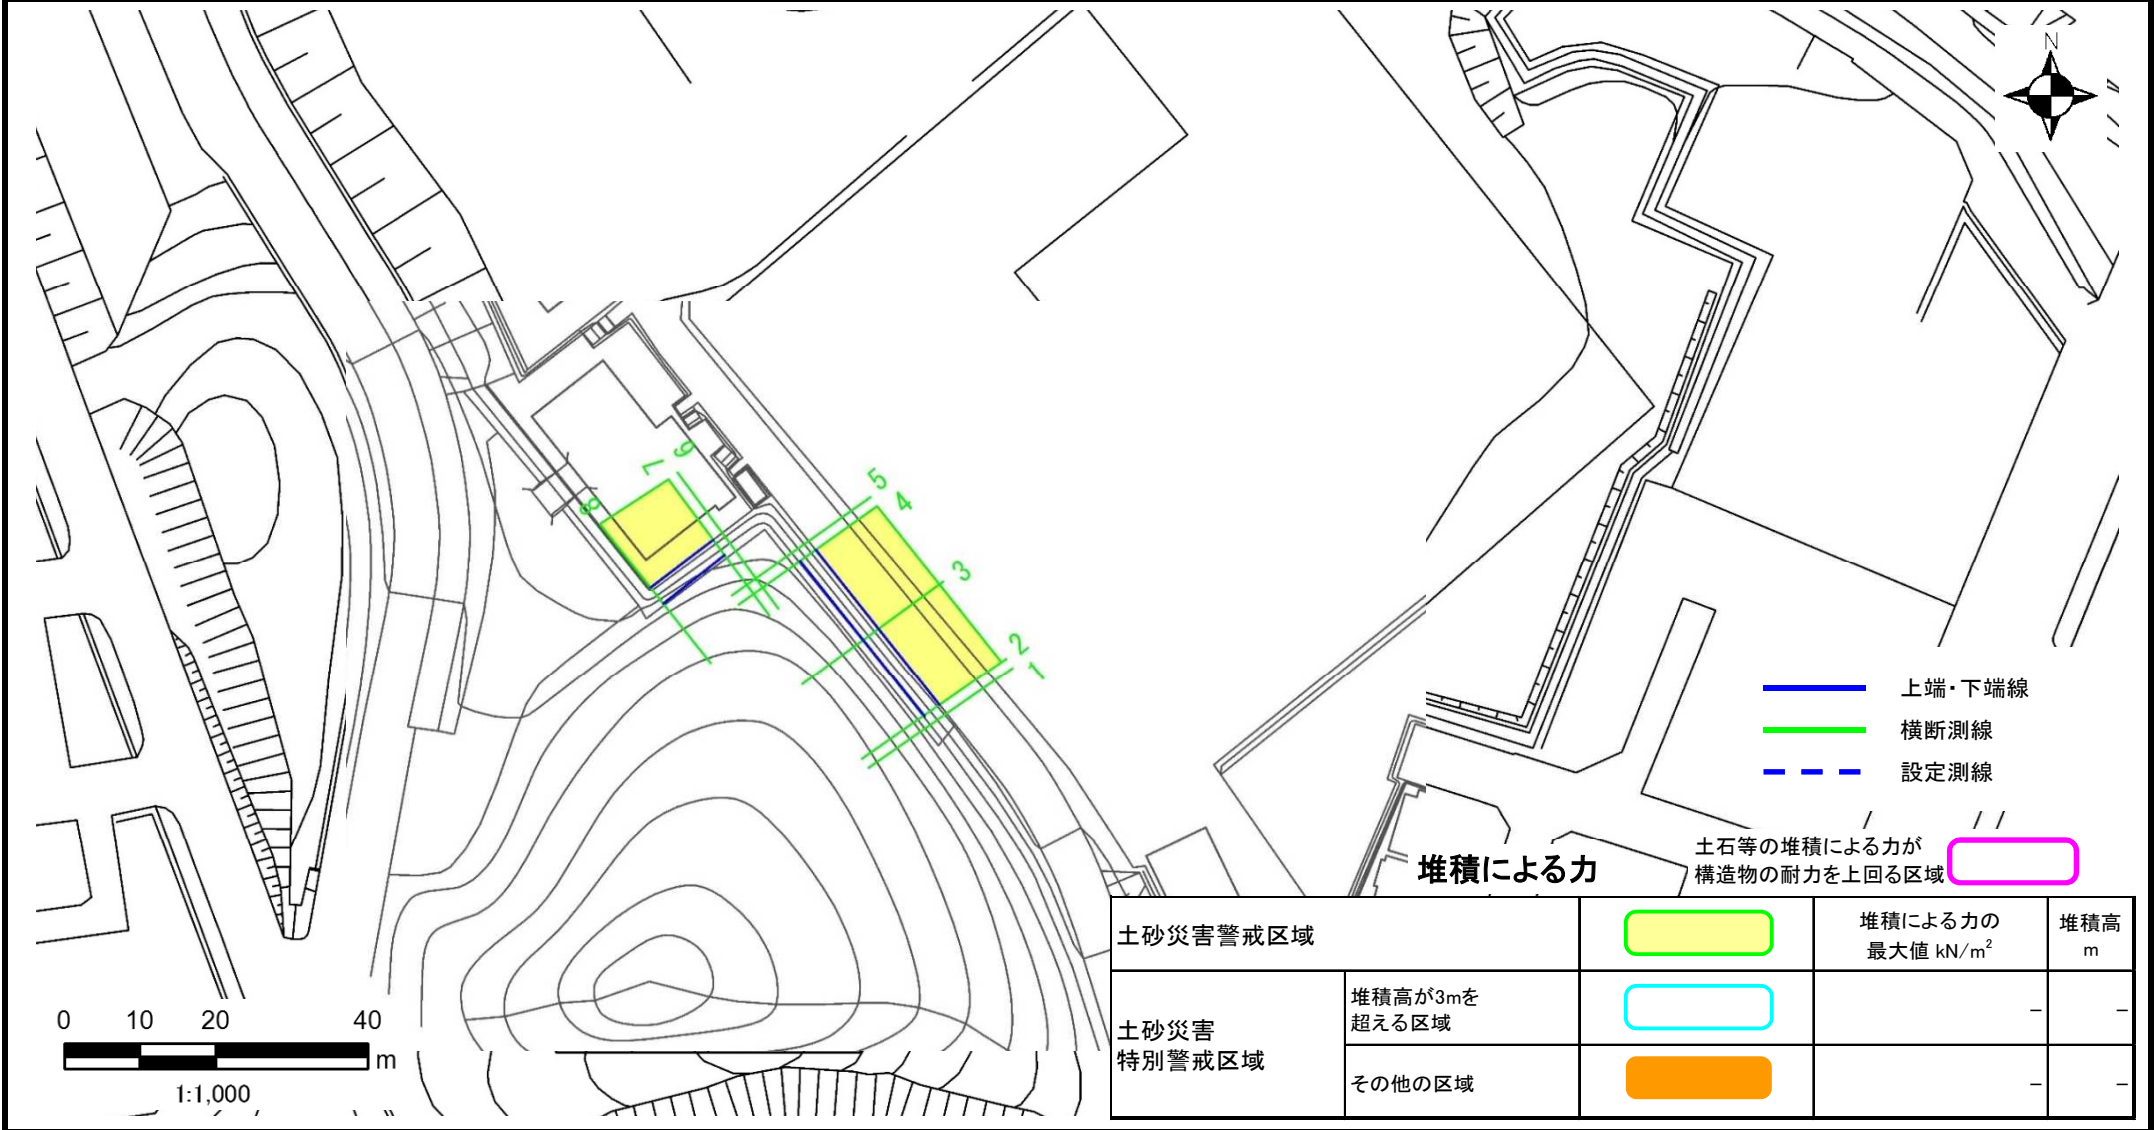 N
5
4
3
2
1
6
7
8
上端・下端線
横断測線
設定測線
堆積による力
土石等の堆積による力が
構造物の耐力を上回る区域
土砂災害警戒区域
堆積による力の
最大値 kN/m²
堆積高
m
土砂災害
特別警戒区域
堆積高が3mを
超える区域
－ －
その他の区域
－ －
0 10 20 40
m
1:1,000